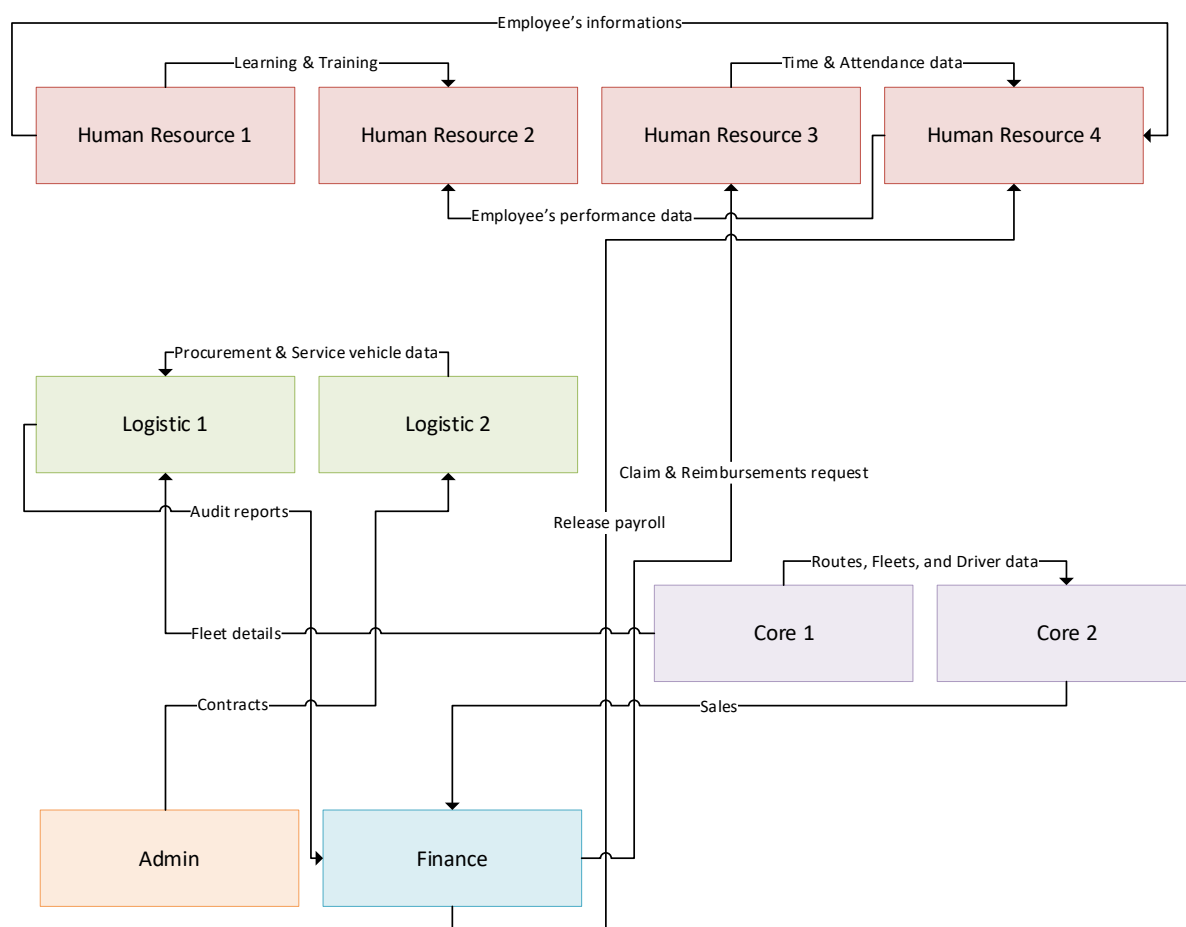 Employee’s informations
Learning & Training
Time & Attendance data
Human Resource 1
Human Resource 2
Human Resource 3
Human Resource 4
Employee’s performance data
Procurement & Service vehicle data
Logistic 1
Logistic 2
Claim & Reimbursements request
Audit reports
Release payroll
Routes, Fleets, and Driver data
Fleet details
Core 1
Core 2
Contracts
Sales
Admin
Finance